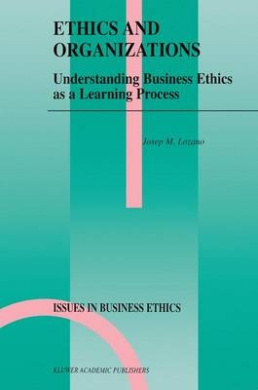 ETHICS AND
ORGANIZATIONS
Understanding Business Ethics
as a Learning Process
Josep M. Lozano
ISSUES IN BUSINESS ETHICS
KLUWER ACADEMIC PUBLISHERS